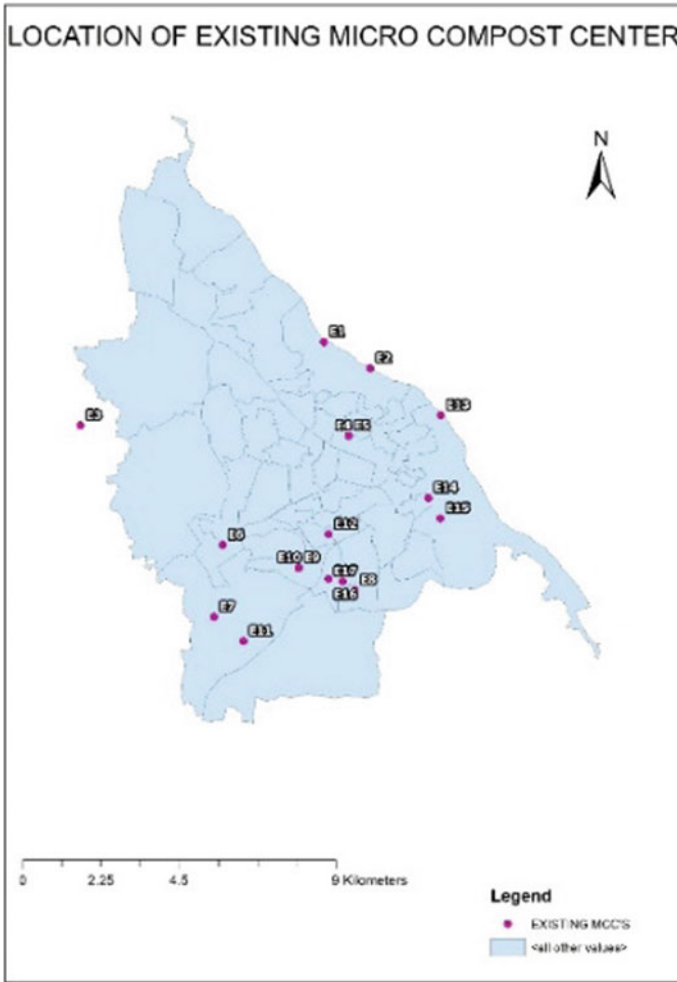 LOCATION OF EXISTING MICRO COMPOST CENTER
N
E1
E2
E3
E13
E4 E5
E14
E15
E12
E6
E10 E9
E17
E8
E16
E7
E11
0 2.25 4.5 9 Kilometers
Legend
EXISTING MCC'S
<all other values>